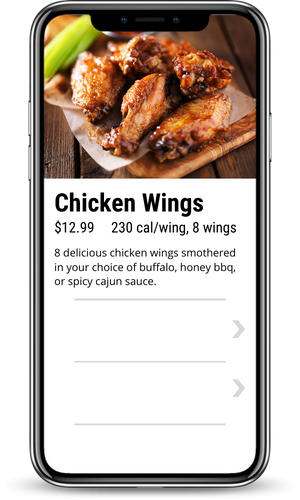 Chicken Wings
$12.99 230 cal/wing, 8 wings
8 delicious chicken wings smothered
in your choice of buffalo, honey bbq,
or spicy cajun sauce.